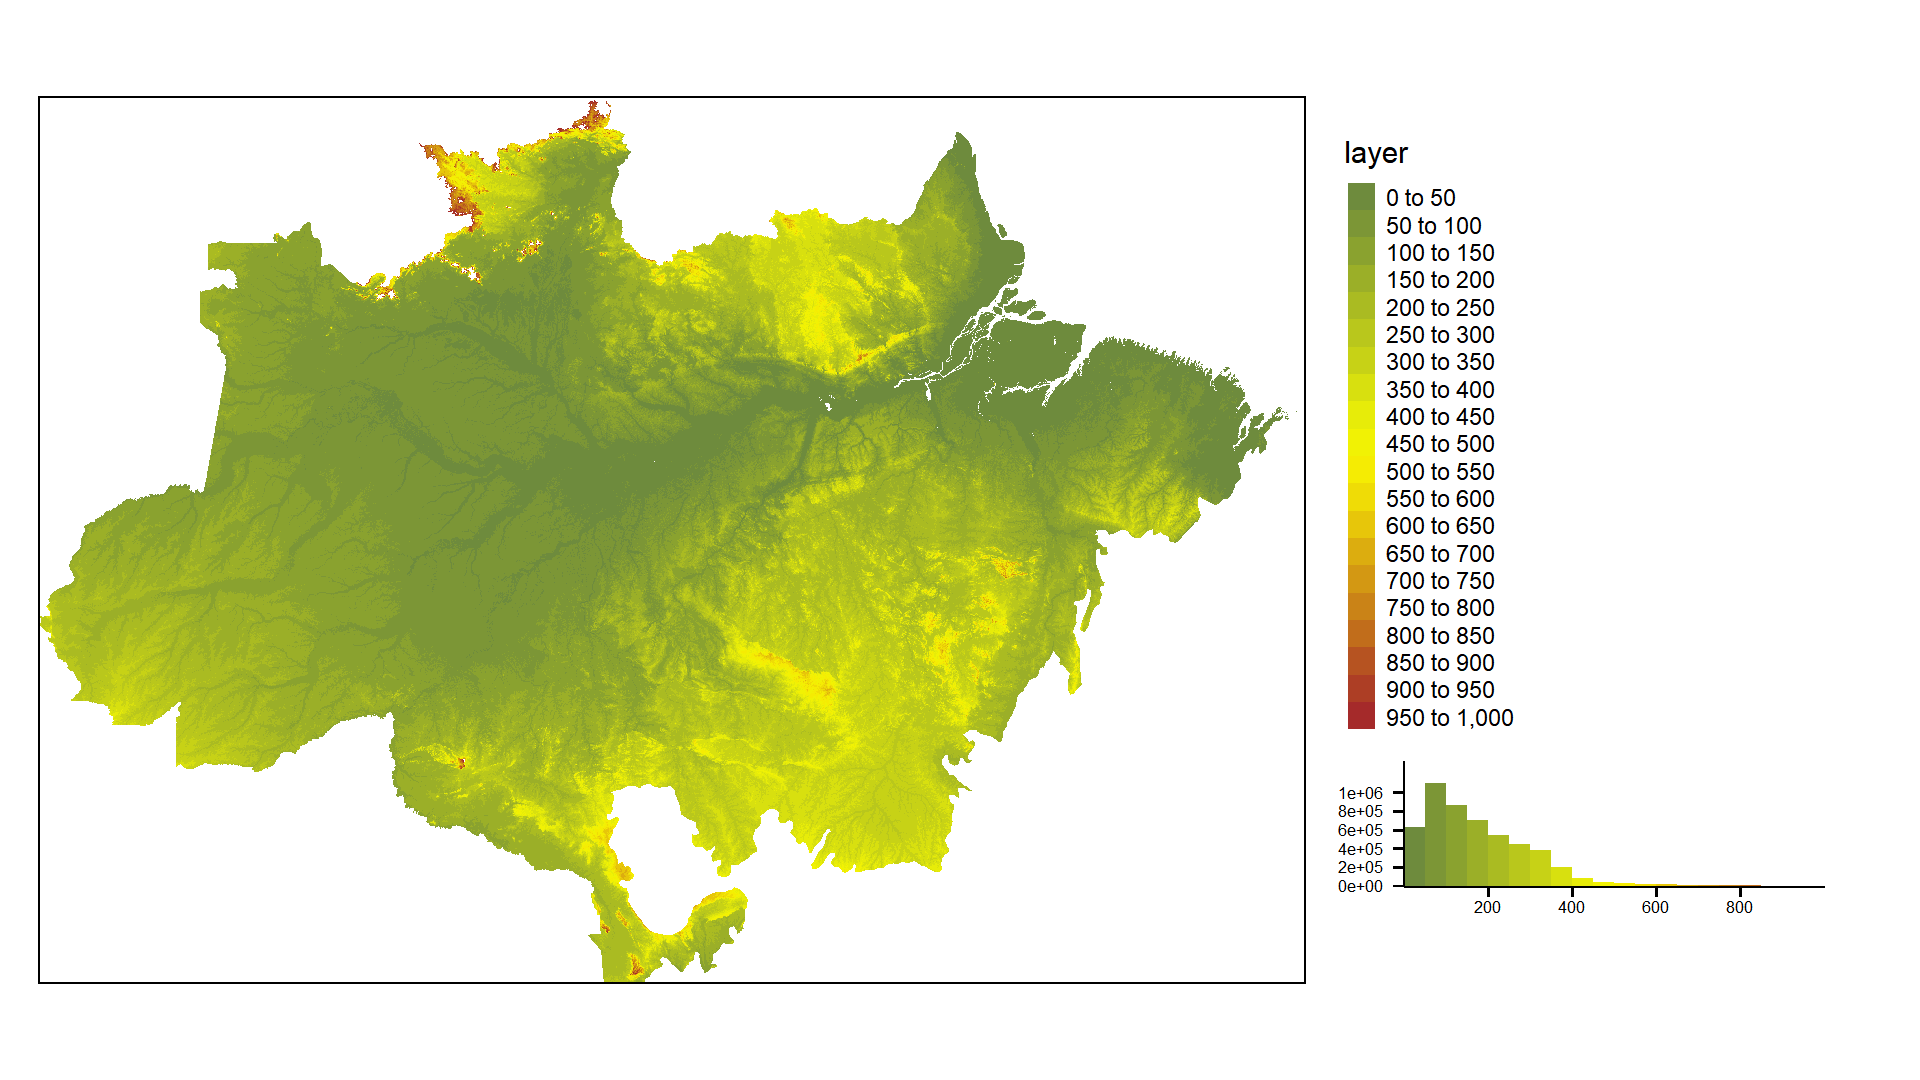 layer
0 to 50
50 to 100
100 to 150
150 to 200
200 to 250
250 to 300
300 to 350
350 to 400
400 to 450
450 to 500
500 to 550
550 to 600
600 to 650
650 to 700
700 to 750
750 to 800
800 to 850
850 to 900
900 to 950
950 to 1,000
1e+06
8e+05
6e+05
4e+05
2e+05
0e+00
200 400 600 800